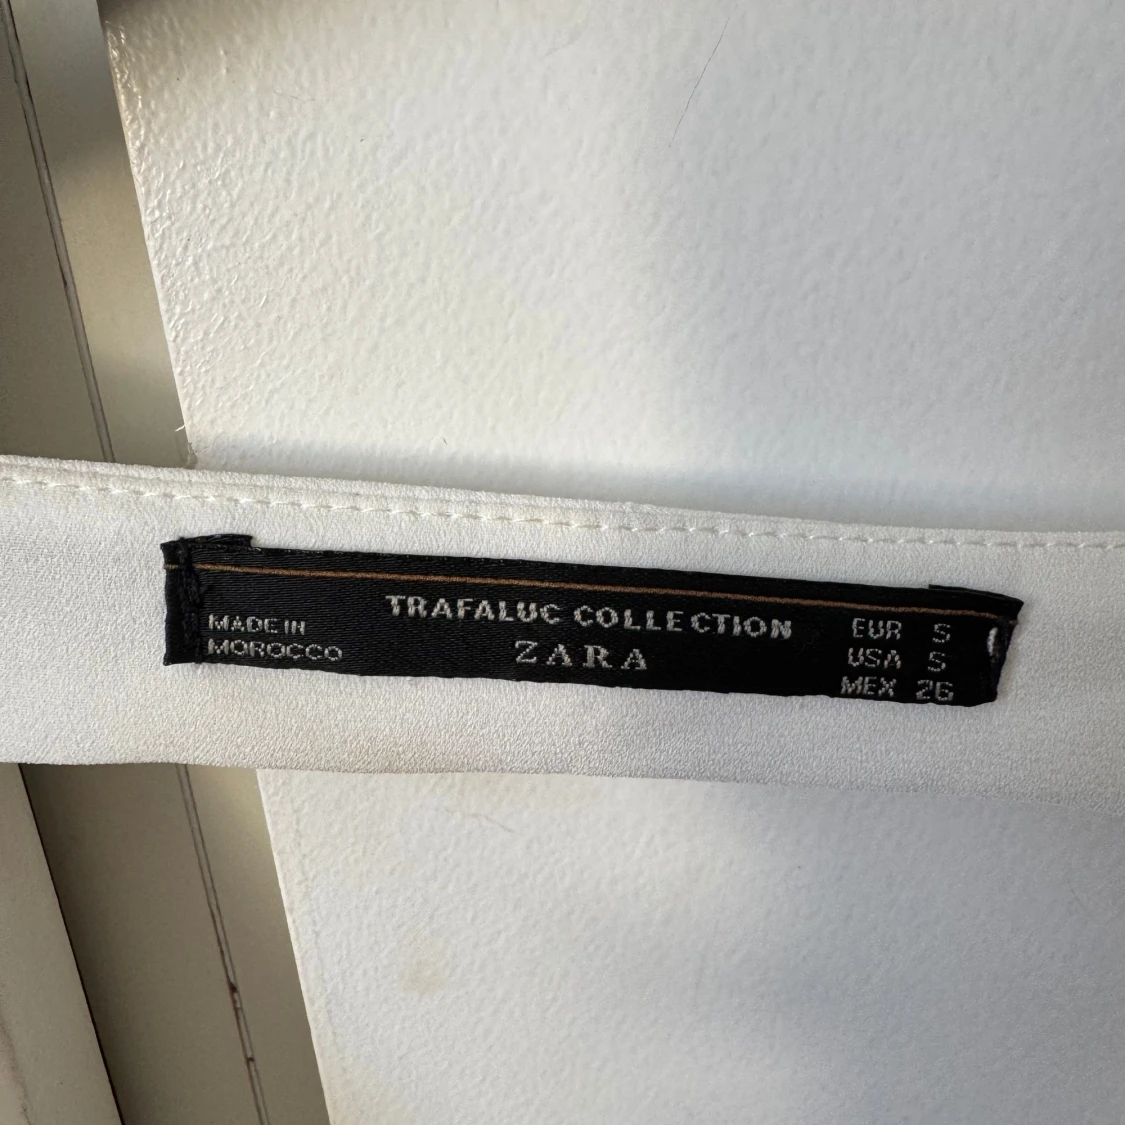 TRAFALUC COLLECTION
ZARA
MADE IN
MOROCCO
EUR S
USA S
MEX 26